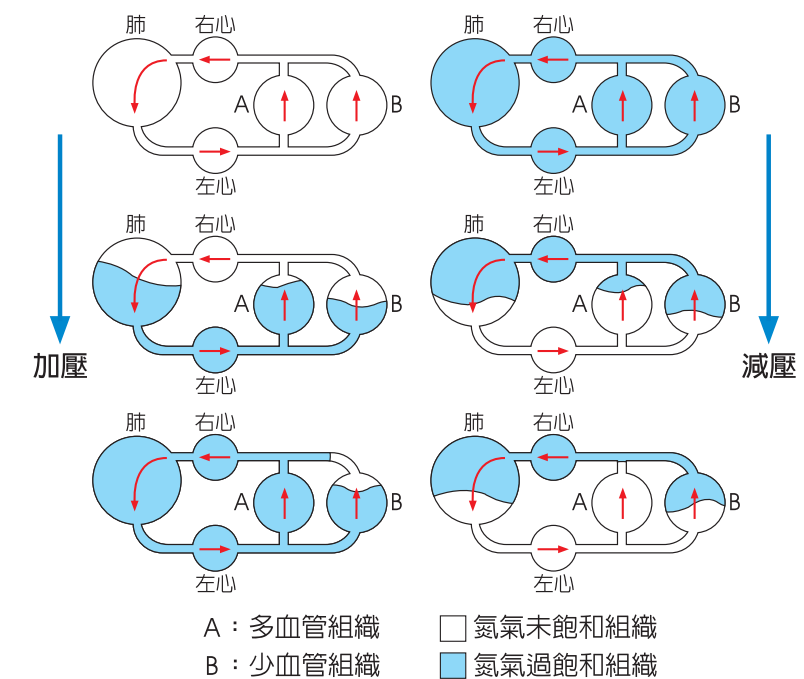 肺 右心 肺 右心
A B A B
左心 左心
肺 右心 肺 右心
A B A B
左心 左心
加壓 減壓
肺 右心 肺 右心
A B A B
左心 左心
A：多血管組織 氮氣未飽和組織
B：少血管組織 氮氣過飽和組織